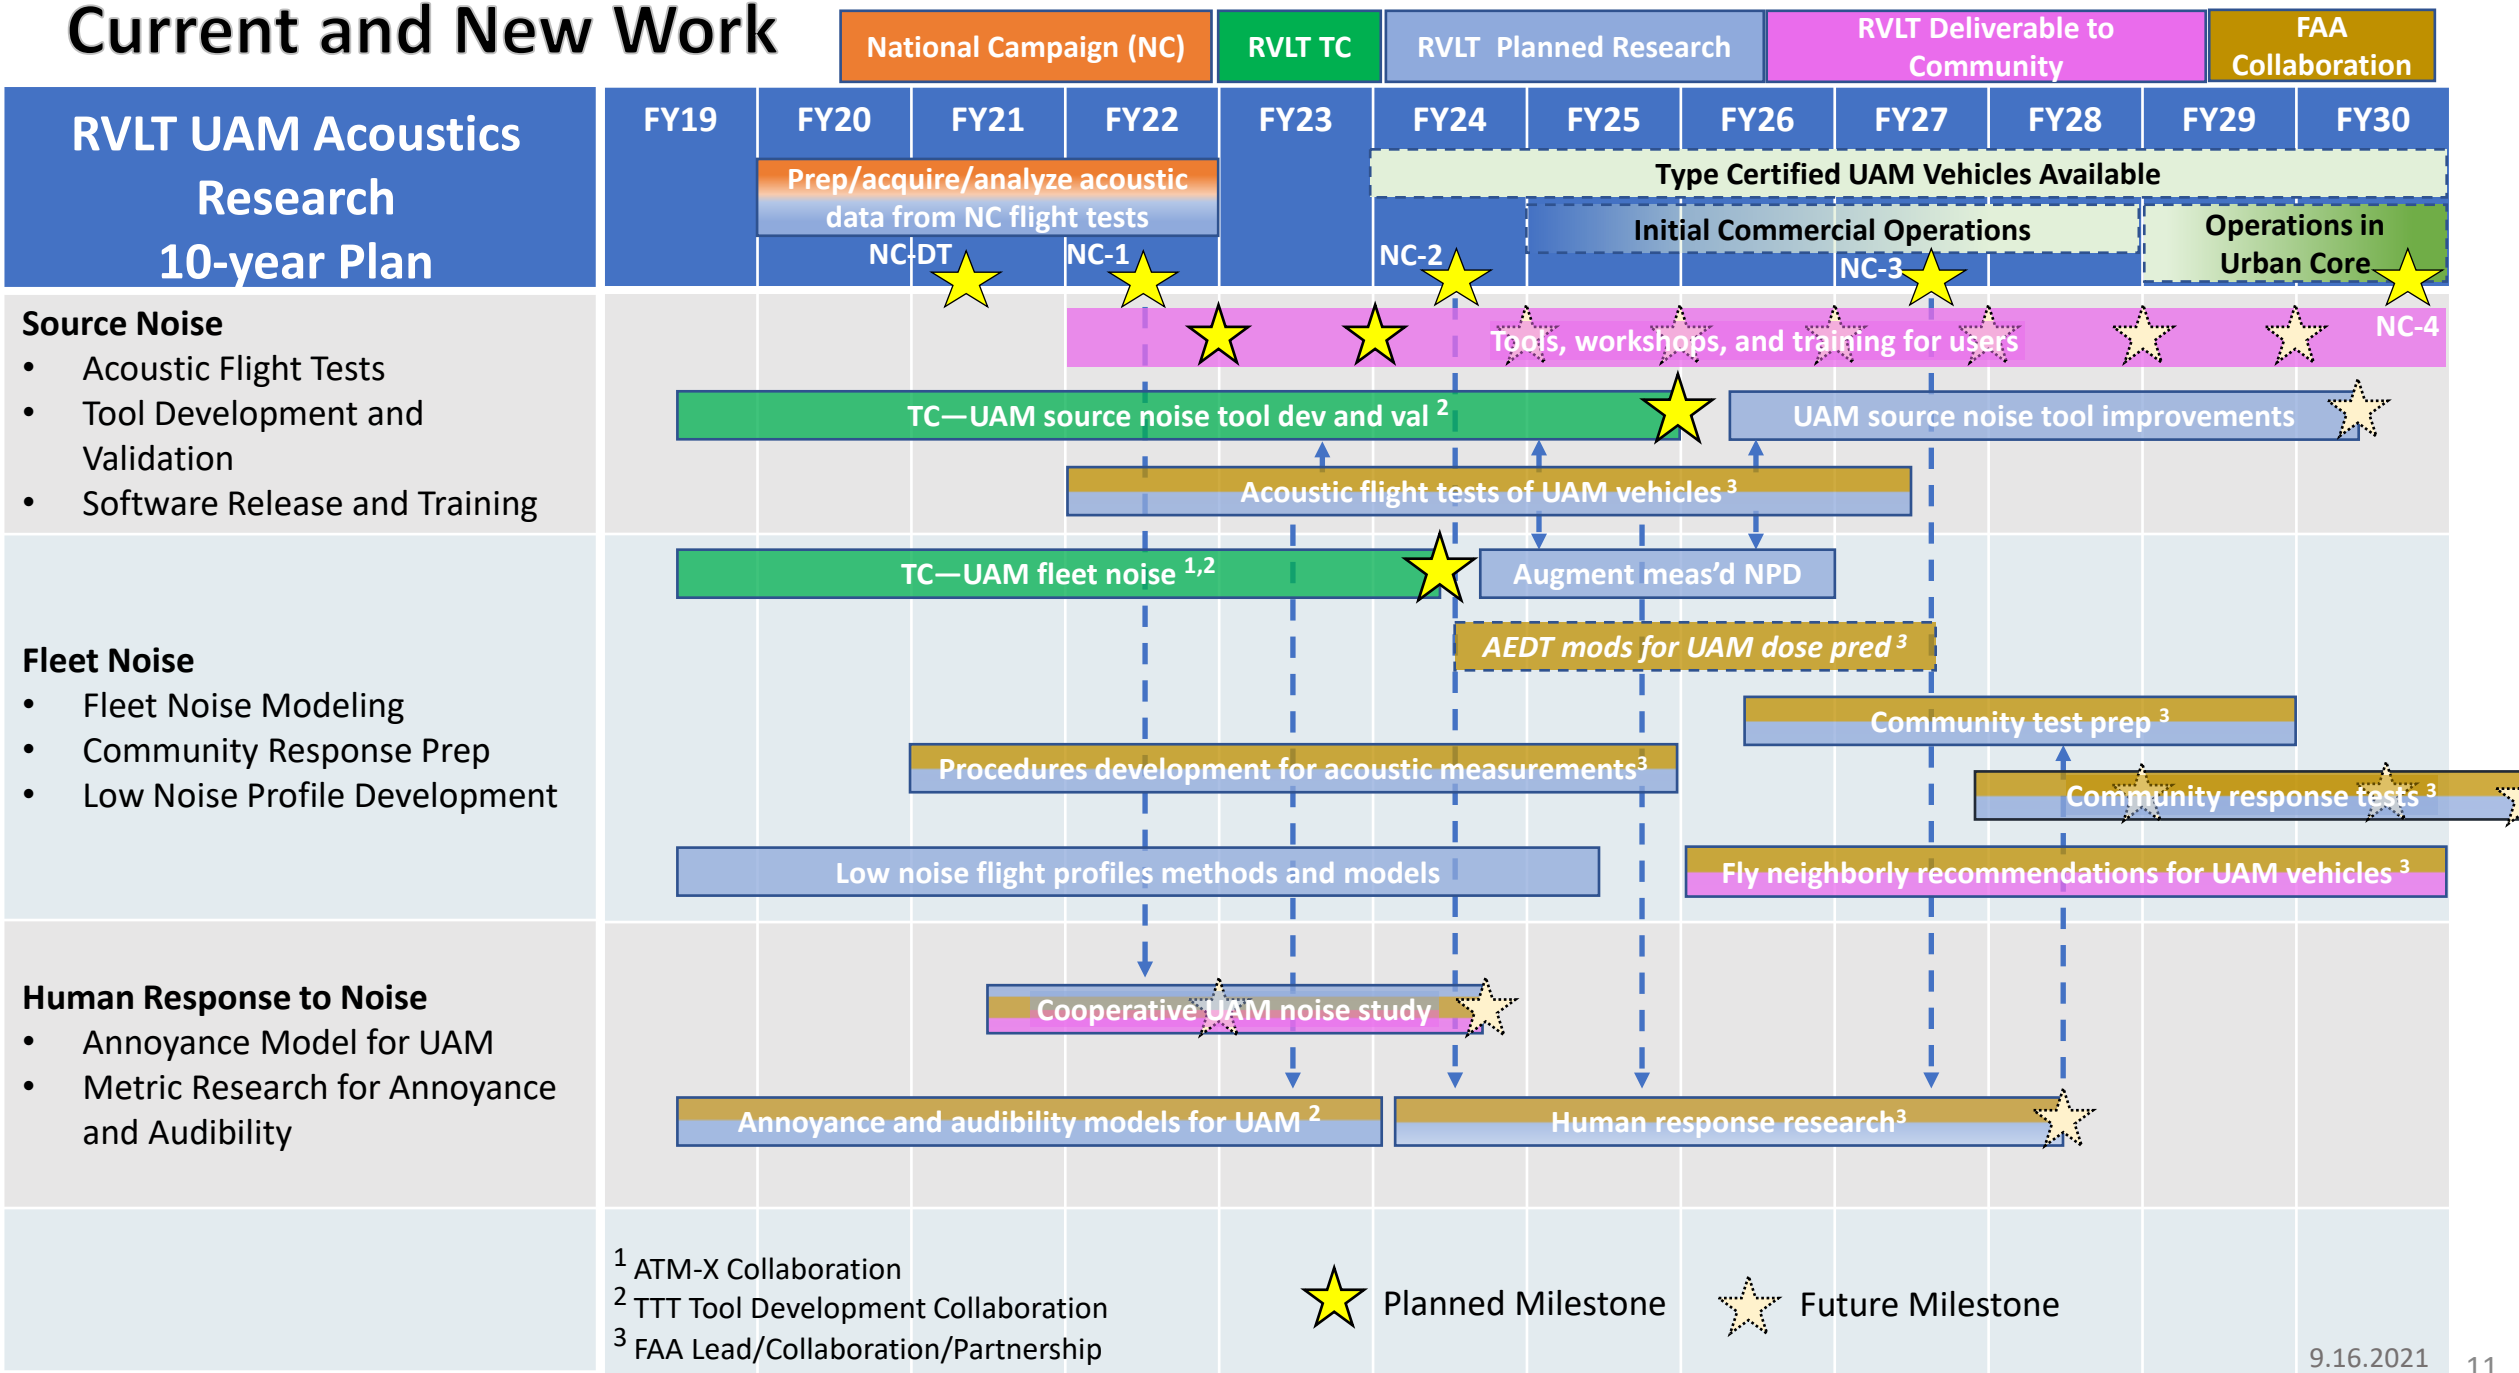 Current and New Work
National Campaign (NC)
RVLT TC
RVLT Planned Research
RVLT Deliverable to
Community
FAA
Collaboration
RVLT UAM Acoustics
Research
10-year Plan
FY19
FY20
FY21
FY22
FY23
FY24
FY25
FY26
FY27
FY28
FY29
FY30
Prep/acquire/analyze acoustic
data from NC flight tests
Type Certified UAM Vehicles Available
Initial Commercial Operations
Operations in
Urban Core
NC-DT
NC-1
NC-2
NC-3
NC-4
Source Noise
• Acoustic Flight Tests
• Tool Development and
Validation
• Software Release and Training
Tools, workshops, and training for users
TC—UAM source noise tool dev and val 2
UAM source noise tool improvements
Acoustic flight tests of UAM vehicles 3
Fleet Noise
• Fleet Noise Modeling
• Community Response Prep
• Low Noise Profile Development
TC—UAM fleet noise 1,2
Augment meas'd NPD
AEDT mods for UAM dose pred 3
Community test prep 3
Procedures development for acoustic measurements3
Community response tests 3
Low noise flight profiles methods and models
Fly neighborly recommendations for UAM vehicles 3
Human Response to Noise
• Annoyance Model for UAM
• Metric Research for Annoyance
and Audibility
Cooperative UAM noise study
Annoyance and audibility models for UAM 2
Human response research3
1 ATM-X Collaboration
2 TTT Tool Development Collaboration
3 FAA Lead/Collaboration/Partnership
Planned Milestone
Future Milestone
9.16.2021
11